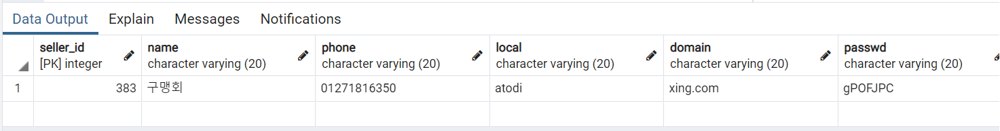 Data Output Explain Messages Notifications
seller_id name phone local domain passwd
[PK] integer character varying (20) character varying (20) character varying (20) character varying (20) character varying (20)
1 383 구맹회 01271816350 atodi xing.com gPOFJPC